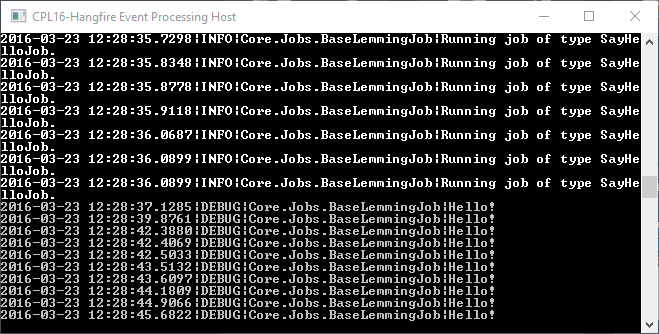 CPL16-Hangfire Event Processing Host
2016-03-23 12:28:35.7298|INFO|Core.Jobs.BaseLemmingJob|Running job of type SayHe
lloJob.
2016-03-23 12:28:35.8348|INFO|Core.Jobs.BaseLemmingJob|Running job of type SayHe
lloJob.
2016-03-23 12:28:35.8778|INFO|Core.Jobs.BaseLemmingJob|Running job of type SayHe
lloJob.
2016-03-23 12:28:35.9118|INFO|Core.Jobs.BaseLemmingJob|Running job of type SayHe
lloJob.
2016-03-23 12:28:36.0687|INFO|Core.Jobs.BaseLemmingJob|Running job of type SayHe
lloJob.
2016-03-23 12:28:36.0899|INFO|Core.Jobs.BaseLemmingJob|Running job of type SayHe
lloJob.
2016-03-23 12:28:36.0899|INFO|Core.Jobs.BaseLemmingJob|Running job of type SayHe
lloJob.
2016-03-23 12:28:37.1285|DEBUG|Core.Jobs.BaseLemmingJob|Hello!
2016-03-23 12:28:39.8761|DEBUG|Core.Jobs.BaseLemmingJob|Hello!
2016-03-23 12:28:42.3880|DEBUG|Core.Jobs.BaseLemmingJob|Hello!
2016-03-23 12:28:42.4069|DEBUG|Core.Jobs.BaseLemmingJob|Hello!
2016-03-23 12:28:42.5033|DEBUG|Core.Jobs.BaseLemmingJob|Hello!
2016-03-23 12:28:43.5132|DEBUG|Core.Jobs.BaseLemmingJob|Hello!
2016-03-23 12:28:43.6097|DEBUG|Core.Jobs.BaseLemmingJob|Hello!
2016-03-23 12:28:44.1809|DEBUG|Core.Jobs.BaseLemmingJob|Hello!
2016-03-23 12:28:44.9066|DEBUG|Core.Jobs.BaseLemmingJob|Hello!
2016-03-23 12:28:45.6822|DEBUG|Core.Jobs.BaseLemmingJob|Hello!